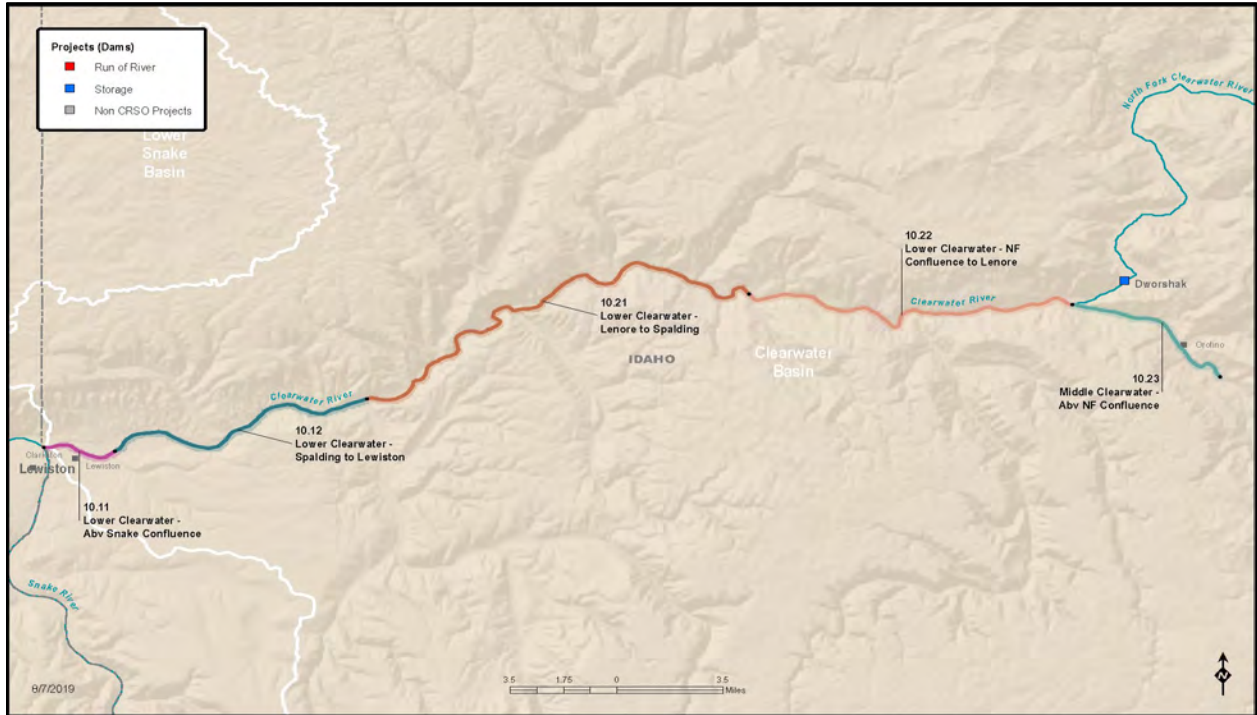 Projects (Dams)
Run of River
Storage
Non CRSO Projects
Lower
Snake
Basin
North Fork Clearwater River
10.22
Lower Clearwater - NF
Confluence to Lenore
Dworshak
10.21
Lower Clearwater -
Lenore to Spalding
Clearwater River
Orofino
IDAHO
Clearwater
Basin
10.23
Middle Clearwater -
Abv NF Confluence
Clearwater River
10.12
Lower Clearwater -
Spalding to Lewiston
Clarkston
Lewiston
Lewiston
10.11
Lower Clearwater -
Abv Snake Confluence
Snake River
8/7/2019
3.5 1.75 0 3.5
Miles
N